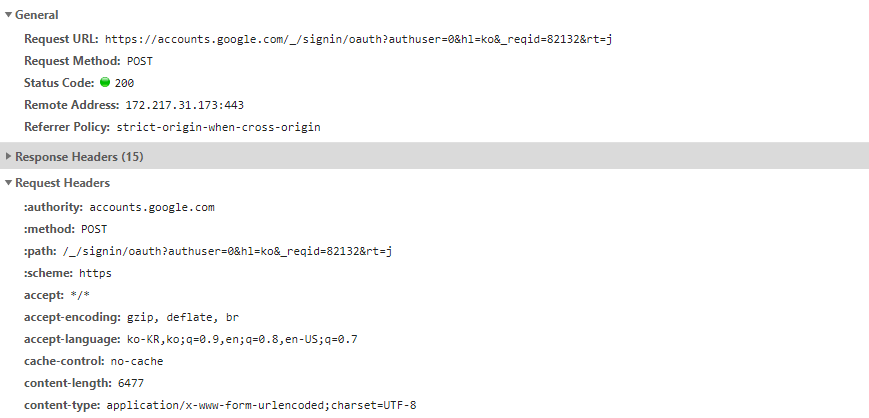 General
Request URL: https://accounts.google.com/_/signin/oauth?authuser=0&hl=ko&_reqid=82132&rt=j
Request Method: POST
Status Code: 200
Remote Address: 172.217.31.173:443
Referrer Policy: strict-origin-when-cross-origin
Response Headers (15)
Request Headers
:authority: accounts.google.com
:method: POST
:path: /_/signin/oauth?authuser=0&hl=ko&_reqid=82132&rt=j
:scheme: https
accept: */*
accept-encoding: gzip, deflate, br
accept-language: ko-KR,ko;q=0.9,en;q=0.8,en-US;q=0.7
cache-control: no-cache
content-length: 6477
content-type: application/x-www-form-urlencoded;charset=UTF-8